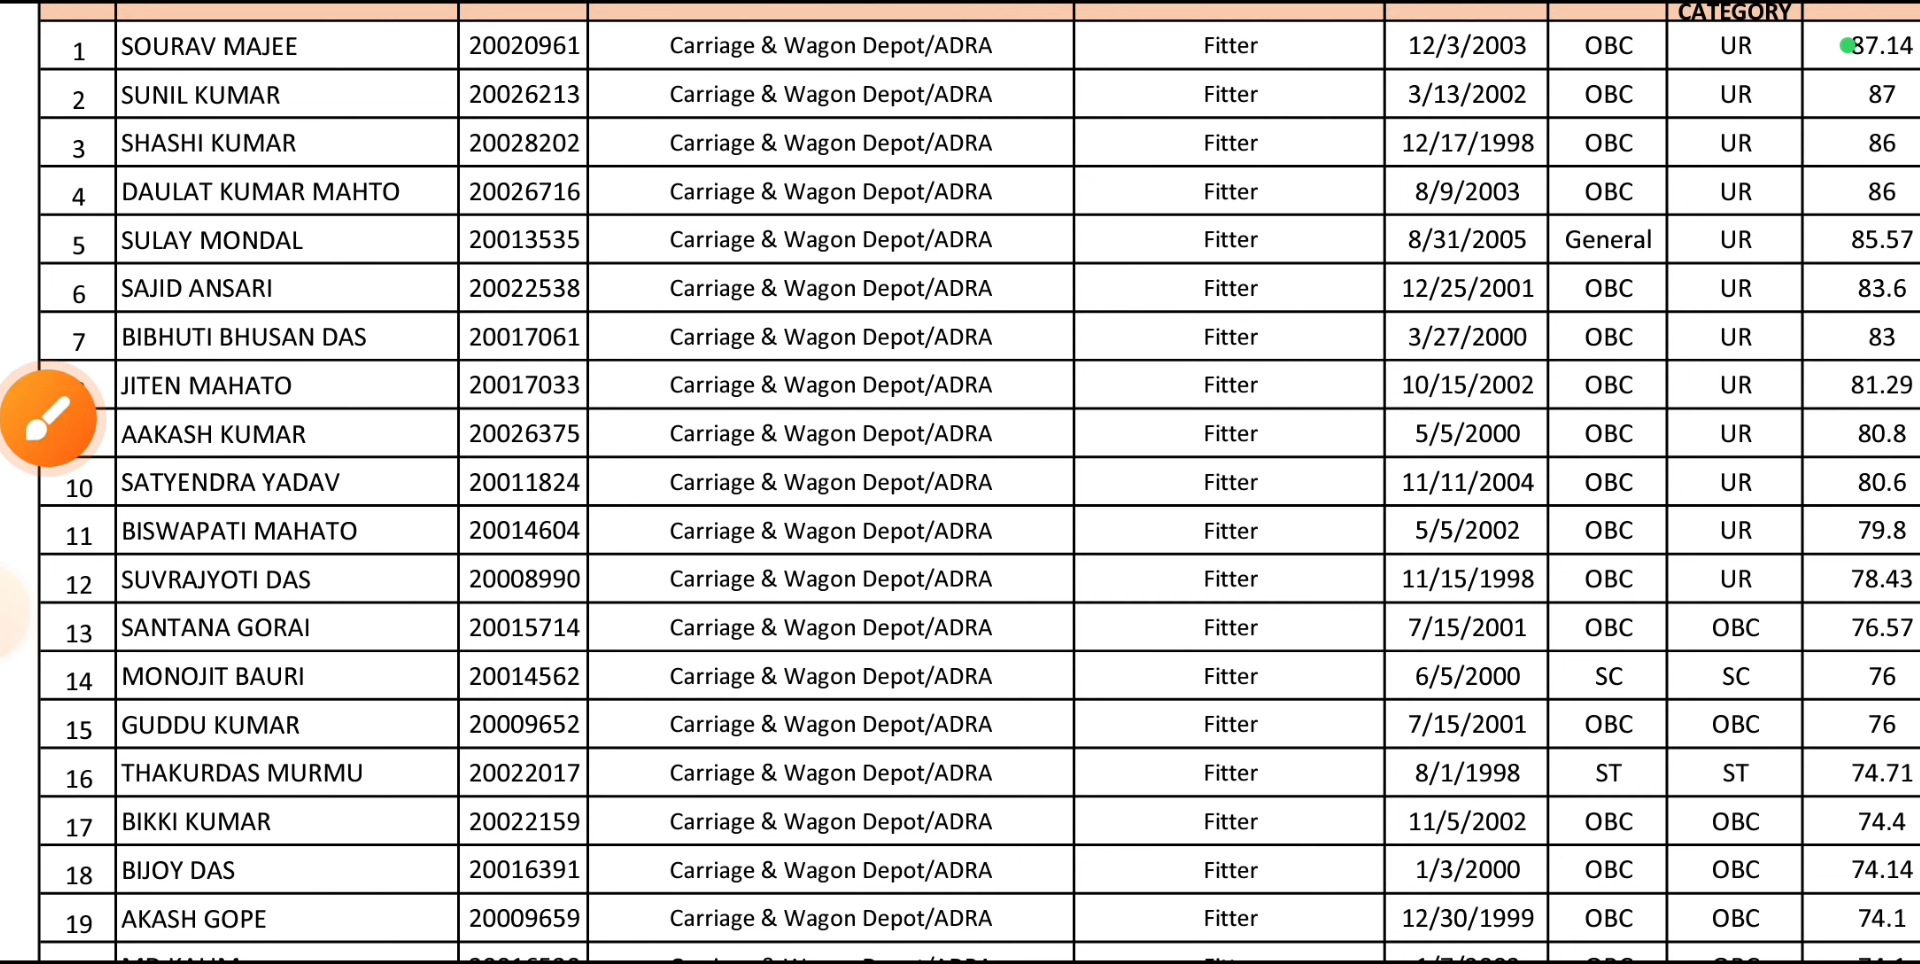 CATEGORY
1 SOURAV MAJEE 20020961 Carriage & Wagon Depot/ADRA Fitter 12/3/2003 OBC UR 87.14
2 SUNIL KUMAR 20026213 Carriage & Wagon Depot/ADRA Fitter 3/13/2002 OBC UR 87
3 SHASHI KUMAR 20028202 Carriage & Wagon Depot/ADRA Fitter 12/17/1998 OBC UR 86
4 DAULAT KUMAR MAHTO 20026716 Carriage & Wagon Depot/ADRA Fitter 8/9/2003 OBC UR 86
5 SULAY MONDAL 20013535 Carriage & Wagon Depot/ADRA Fitter 8/31/2005 General UR 85.57
6 SAJID ANSARI 20022538 Carriage & Wagon Depot/ADRA Fitter 12/25/2001 OBC UR 83.6
7 BIBHUTI BHUSAN DAS 20017061 Carriage & Wagon Depot/ADRA Fitter 3/27/2000 OBC UR 83
JITEN MAHATO 20017033 Carriage & Wagon Depot/ADRA Fitter 10/15/2002 OBC UR 81.29
AAKASH KUMAR 20026375 Carriage & Wagon Depot/ADRA Fitter 5/5/2000 OBC UR 80.8
10 SATYENDRA YADAV 20011824 Carriage & Wagon Depot/ADRA Fitter 11/11/2004 OBC UR 80.6
11 BISWAPATI MAHATO 20014604 Carriage & Wagon Depot/ADRA Fitter 5/5/2002 OBC UR 79.8
12 SUVRAJYOTI DAS 20008990 Carriage & Wagon Depot/ADRA Fitter 11/15/1998 OBC UR 78.43
13 SANTANA GORAI 20015714 Carriage & Wagon Depot/ADRA Fitter 7/15/2001 OBC OBC 76.57
14 MONOJIT BAURI 20014562 Carriage & Wagon Depot/ADRA Fitter 6/5/2000 SC SC 76
15 GUDDU KUMAR 20009652 Carriage & Wagon Depot/ADRA Fitter 7/15/2001 OBC OBC 76
16 THAKURDAS MURMU 20022017 Carriage & Wagon Depot/ADRA Fitter 8/1/1998 ST ST 74.71
17 BIKKI KUMAR 20022159 Carriage & Wagon Depot/ADRA Fitter 11/5/2002 OBC OBC 74.4
18 BIJOY DAS 20016391 Carriage & Wagon Depot/ADRA Fitter 1/3/2000 OBC OBC 74.14
19 AKASH GOPE 20009659 Carriage & Wagon Depot/ADRA Fitter 12/30/1999 OBC OBC 74.1